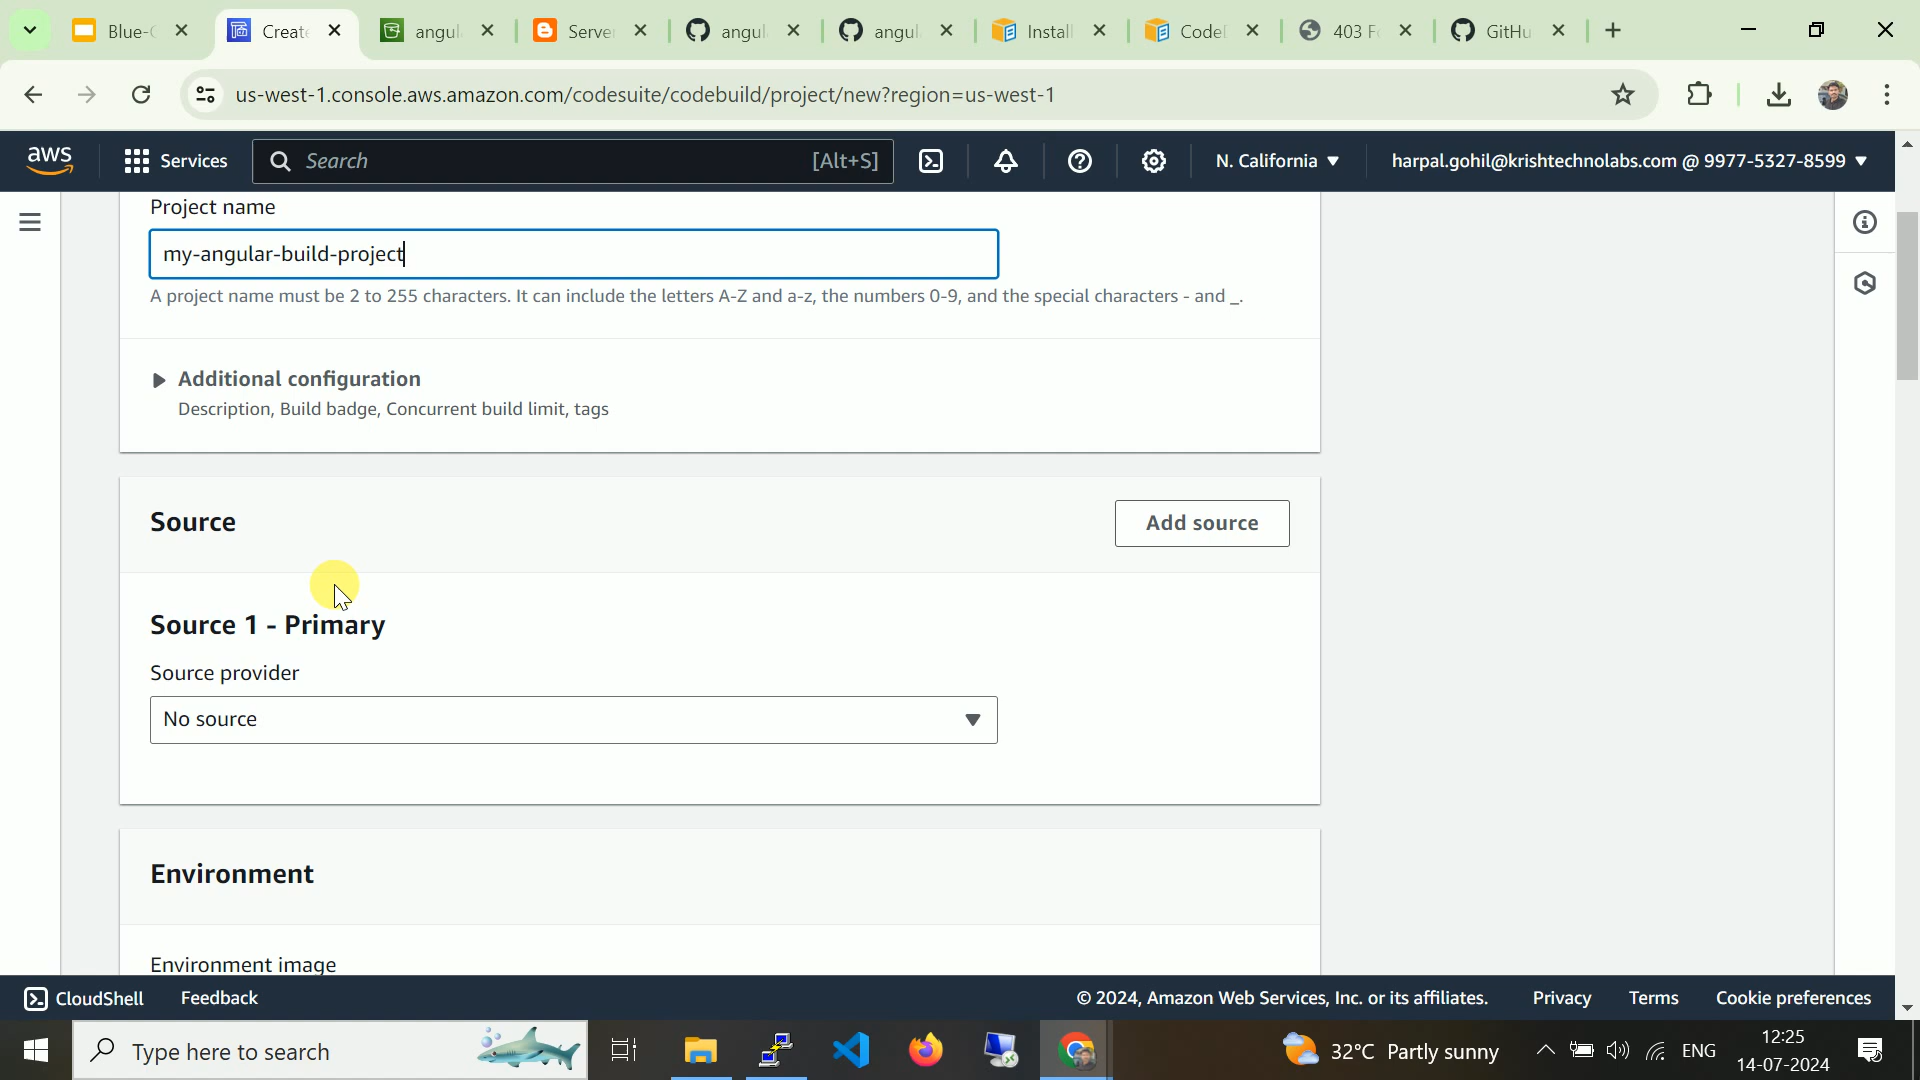 Blue-G
Creat
angul
Server
angul
angul
Install
Code
403 F
GitHu
us-west-1.console.aws.amazon.com/codesuite/codebuild/project/new?region=us-west-1
aws
Services
Search
[Alt+S]
N. California
harpal.gohil@krishtechnolabs.com @ 9977-5327-8599
Project name
my-angular-build-project
A project name must be 2 to 255 characters. It can include the letters A-Z and a-z, the numbers 0-9, and the special characters - and _.
Additional configuration
Description, Build badge, Concurrent build limit, tags
Source
Add source
Source 1 - Primary
Source provider
No source
Environment
Environment image
CloudShell
Feedback
© 2024, Amazon Web Services, Inc. or its affiliates.
Privacy
Terms
Cookie preferences
Type here to search
32°C Partly sunny
ENG
12:25
14-07-2024